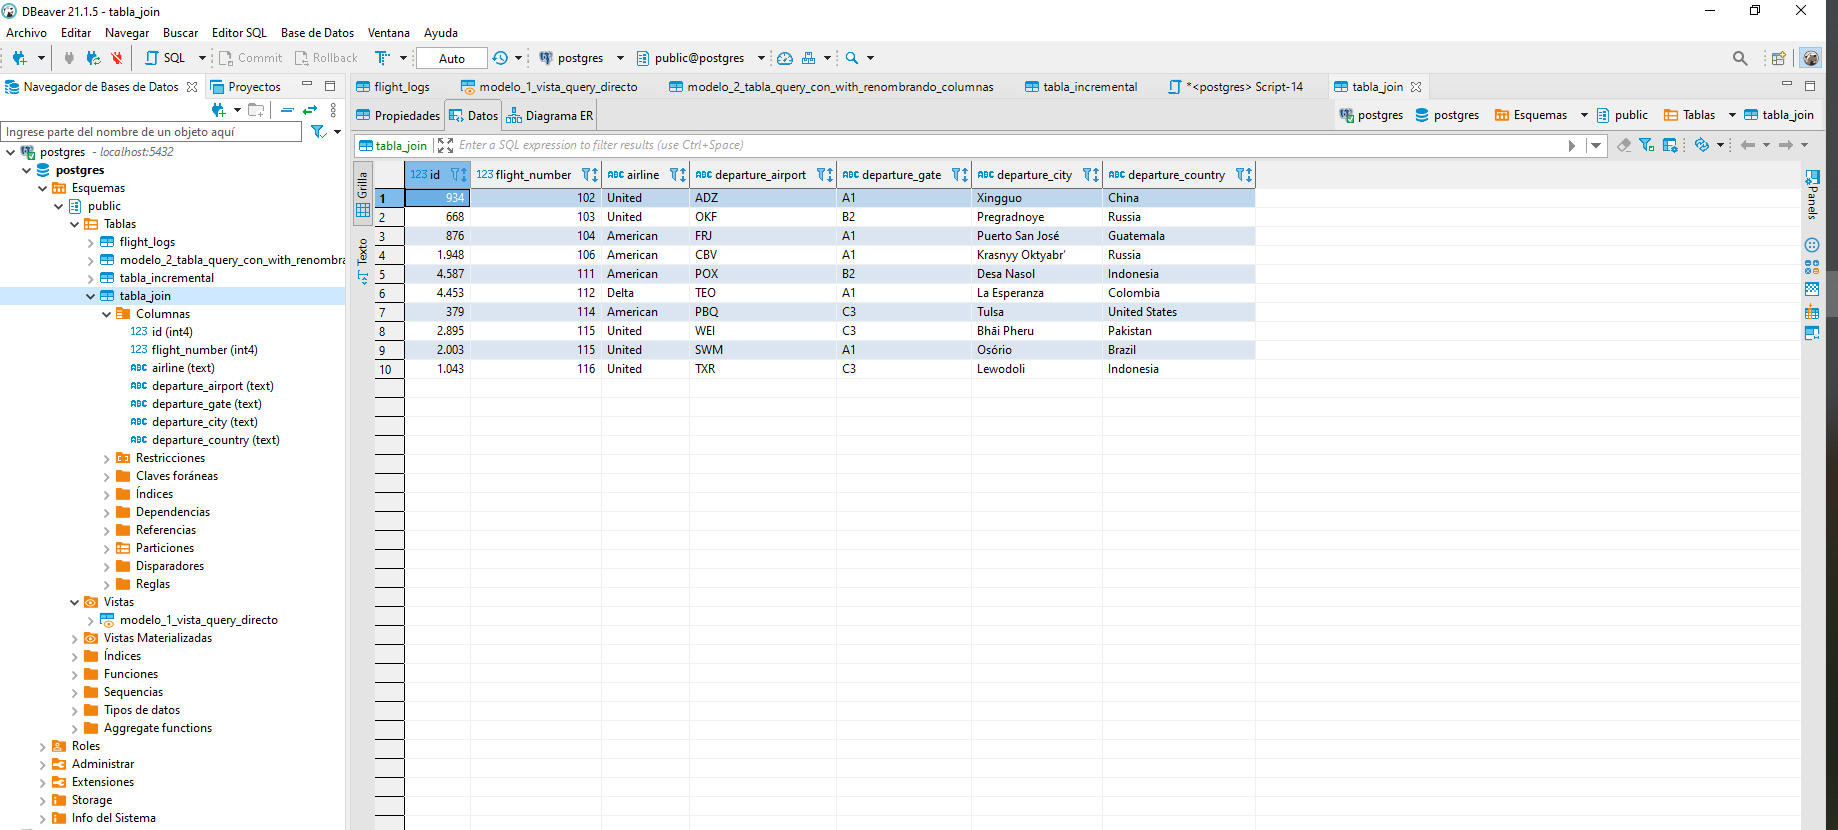 DBeaver 21.1.5 - tabla_join
Archivo Editar Navegar Buscar Editor SQL Base de Datos Ventana Ayuda
SQL Commit Rollback Auto postgres public@postgres
Navegador de Bases de Datos Proyectos
Ingrese parte del nombre de un objeto aquí
postgres - localhost:5432
postgres
Esquemas
public
Tablas
flight_logs
modelo_2_tabla_query_con_with_renombra
tabla_incremental
tabla_join
Columnas
123 id (int4)
123 flight_number (int4)
ABC airline (text)
ABC departure_airport (text)
ABC departure_gate (text)
ABC departure_city (text)
ABC departure_country (text)
Restricciones
Claves foráneas
Índices
Dependencias
Referencias
Particiones
Disparadores
Reglas
Vistas
modelo_1_vista_query_directo
Vistas Materializadas
Índices
Funciones
Sequencias
Tipos de datos
Aggregate functions
Roles
Administrar
Extensiones
Storage
Info del Sistema
flight_logs modelo_1_vista_query_directo modelo_2_tabla_query_con_with_renombrando_columnas tabla_incremental *<postgres> Script-14 tabla_join
Propiedades Datos Diagrama ER postgres postgres Esquemas public Tablas tabla_join
tabla_join Enter a SQL expression to filter results (use Ctrl+Space)
Grilla
Texto
123 id 123 flight_number ABC airline ABC departure_airport ABC departure_gate ABC departure_city ABC departure_country
1 934 102 United ADZ A1 Xingguo China
2 668 103 United OKF B2 Pregradnoye Russia
3 876 104 American FRJ A1 Puerto San José Guatemala
4 1.948 106 American CBV A1 Krasnyy Oktyabr' Russia
5 4.587 111 American POX B2 Desa Nasol Indonesia
6 4.453 112 Delta TEO A1 La Esperanza Colombia
7 379 114 American PBQ C3 Tulsa United States
8 2.895 115 United WEI C3 Bhāi Pheru Pakistan
9 2.003 115 United SWM A1 Osório Brazil
10 1.043 116 United TXR C3 Lewodoli Indonesia
Panels